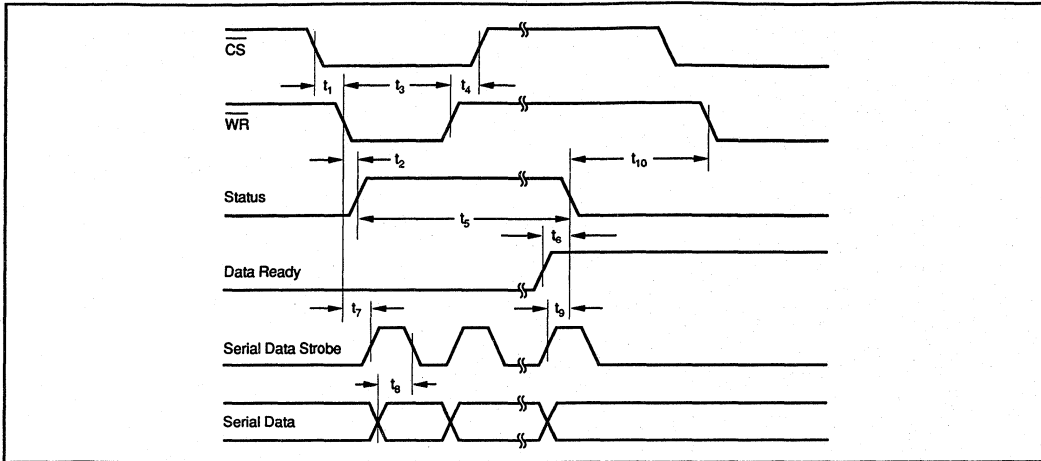 CS
t1 t3 t4
WR
t2 t10
Status
t5
t6
Data Ready
t7 t9
Serial Data Strobe
t8
Serial Data